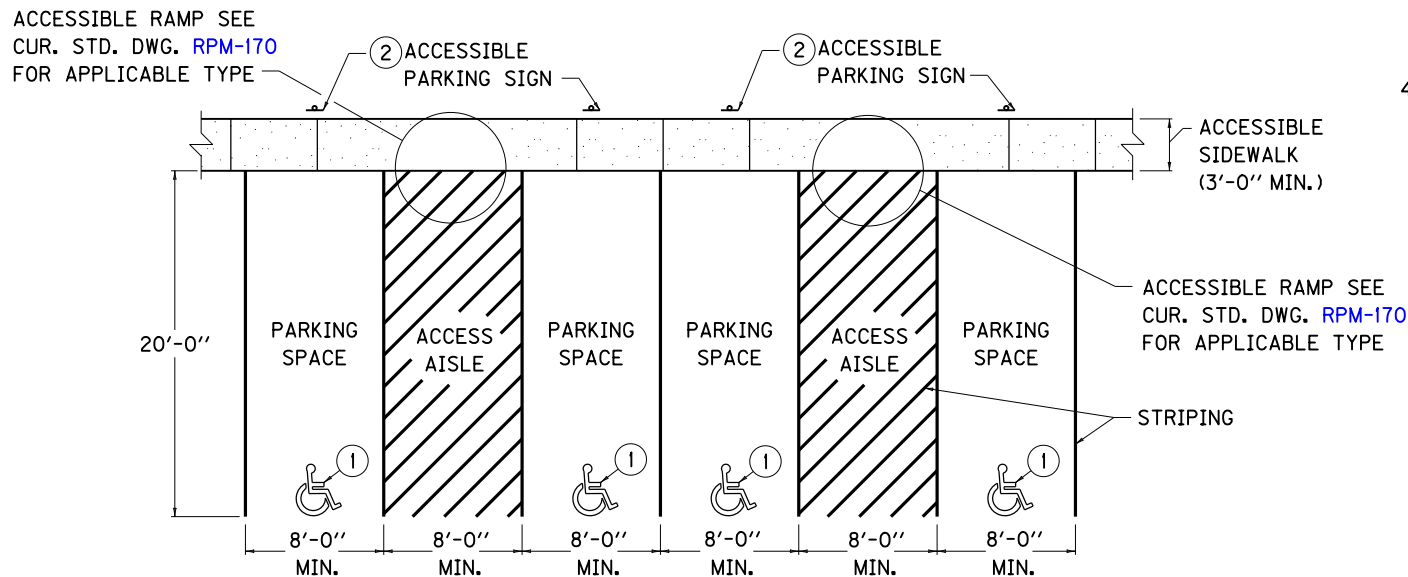 ACCESSIBLE RAMP SEE
CUR. STD. DWG. RPM-170
FOR APPLICABLE TYPE
2 ACCESSIBLE
PARKING SIGN
2 ACCESSIBLE
PARKING SIGN
4
ACCESSIBLE
SIDEWALK
(3'-0" MIN.)
ACCESSIBLE RAMP SEE
CUR. STD. DWG. RPM-170
FOR APPLICABLE TYPE
STRIPING
20'-0"
PARKING
SPACE
ACCESS
AISLE
PARKING
SPACE
PARKING
SPACE
ACCESS
AISLE
PARKING
SPACE
1
1
1
1
8'-0"
MIN.
8'-0"
MIN.
8'-0"
MIN.
8'-0"
MIN.
8'-0"
MIN.
8'-0"
MIN.